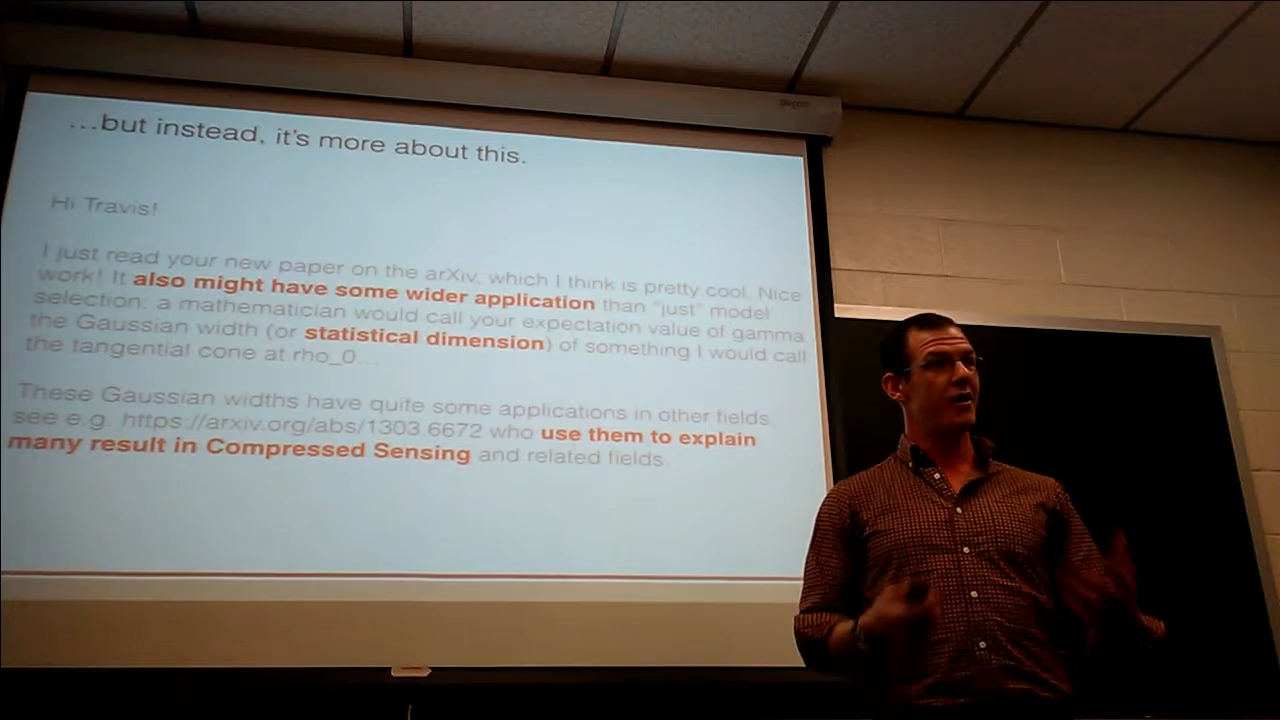 ...but instead, it's more about this.
Hi Travis!
I just read your new paper on the arXiv, which I think is pretty cool. Nice
work! It also might have some wider application than "just" model
selection: a mathematician would call your expectation value of gamma
the Gaussian width (or statistical dimension) of something I would call
the tangential cone at rho_0...
These Gaussian widths have quite some applications in other fields,
see e.g. https://arxiv.org/abs/1303.6672 who use them to explain
many result in Compressed Sensing and related fields.